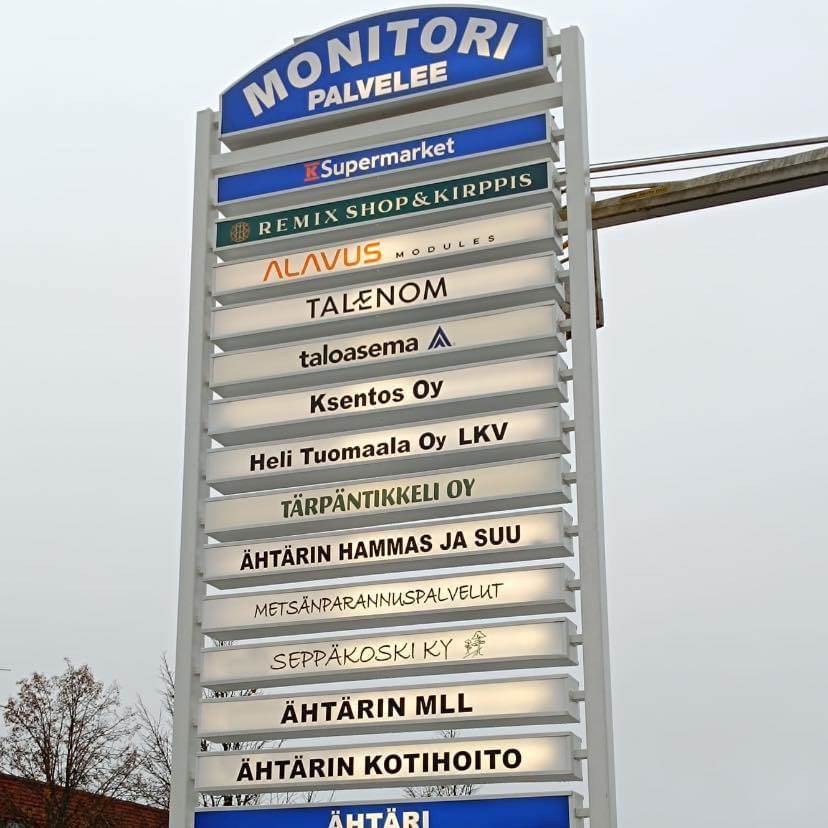 MONITORI
PALVELEE
K Supermarket
REMIX SHOP & KIRPPIS
ALAVUS MODULES
TALENOM
taloasema
Ksentos Oy
Heli Tuomaala Oy LKV
TÄRPÄNTIKKELI OY
ÄHTÄRIN HAMMAS JA SUU
METSÄNPARANNUSPALVELUT
SEPPÄKOSKI KY
ÄHTÄRIN MLL
ÄHTÄRIN KOTIHOITO
ÄHTÄRI